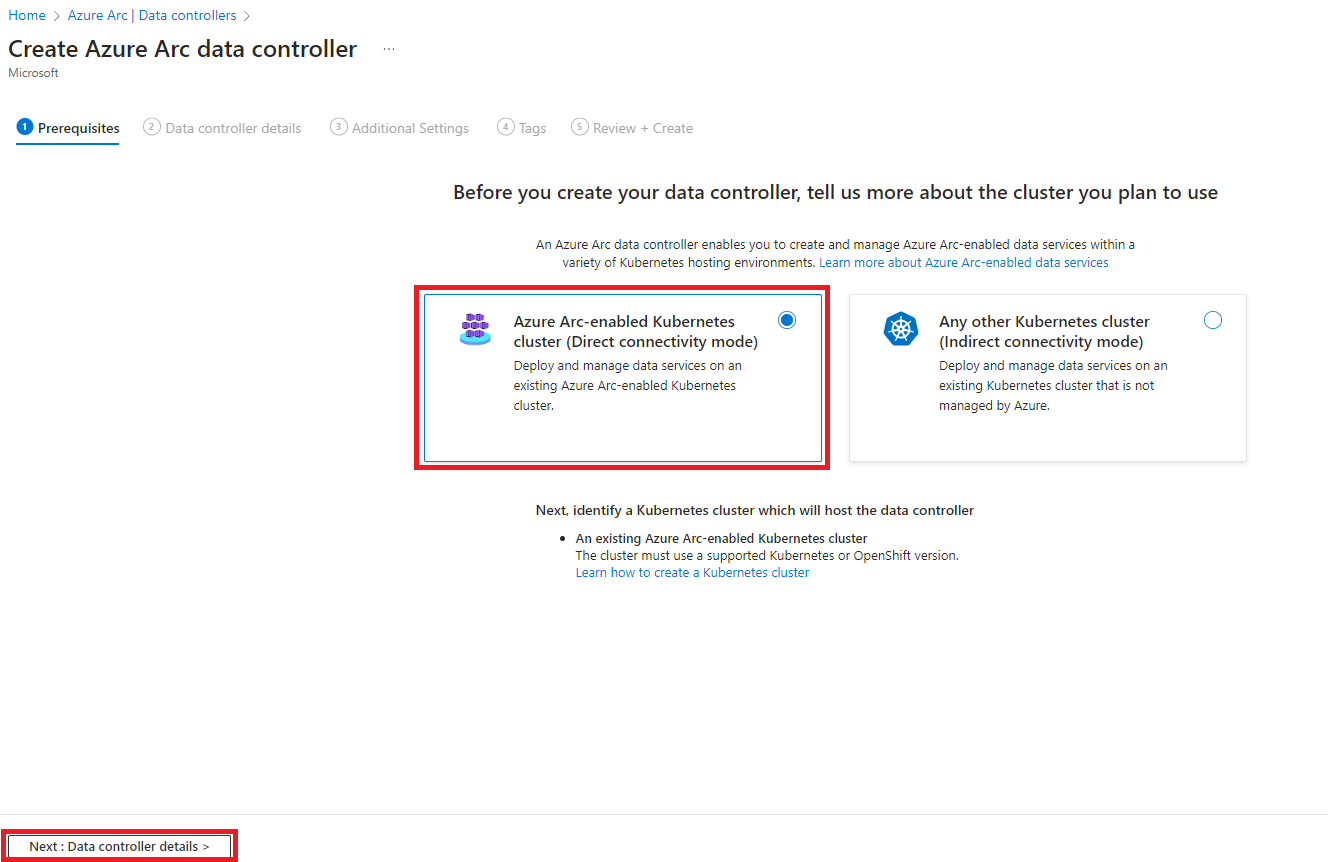 Home > Azure Arc | Data controllers >
Create Azure Arc data controller ...
Microsoft
1 Prerequisites 2 Data controller details 3 Additional Settings 4 Tags 5 Review + Create
Before you create your data controller, tell us more about the cluster you plan to use
An Azure Arc data controller enables you to create and manage Azure Arc-enabled data services within a
variety of Kubernetes hosting environments. Learn more about Azure Arc-enabled data services
Azure Arc-enabled Kubernetes
cluster (Direct connectivity mode)
Deploy and manage data services on an
existing Azure Arc-enabled Kubernetes
cluster.
Any other Kubernetes cluster
(Indirect connectivity mode)
Deploy and manage data services on an
existing Kubernetes cluster that is not
managed by Azure.
Next, identify a Kubernetes cluster which will host the data controller
• An existing Azure Arc-enabled Kubernetes cluster
The cluster must use a supported Kubernetes or OpenShift version.
Learn how to create a Kubernetes cluster
Next : Data controller details >